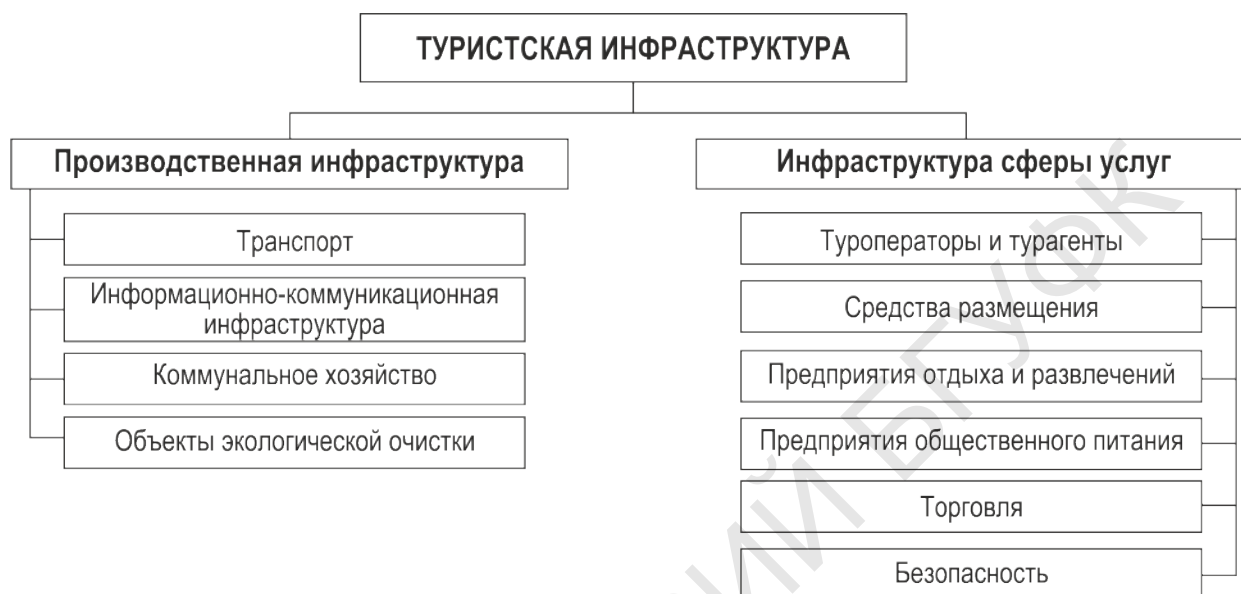 ТУРИСТСКАЯ ИНФРАСТРУКТУРА
Производственная инфраструктура
Транспорт
Информационно-коммуникационная
инфраструктура
Коммунальное хозяйство
Объекты экологической очистки
Инфраструктура сферы услуг
Туроператоры и турагенты
Средства размещения
Предприятия отдыха и развлечений
Предприятия общественного питания
Торговля
Безопасность
БГУФК